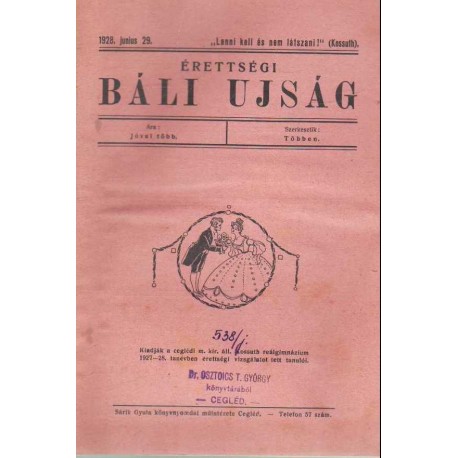 1928. junius 29. „Lenni kell és nem látszani!" (Kossuth).
ÉRETTSÉGI
BÁLI UJSÁG
Ára: Szerkesztik:
Jóval több. Többen.
538/j
Kiadják a ceglédi m. kir. áll. Kossuth reálgimnázium
1927—28. tanévben érettségi vizsgálatot tett tanulói.
Dr. OSZTOICS T. GYÖRGY
könyvtárából
— CEGLÉD. —
Sárik Gyula könyvnyomdai műintézete Cegléd. — Telefon 52 szám.